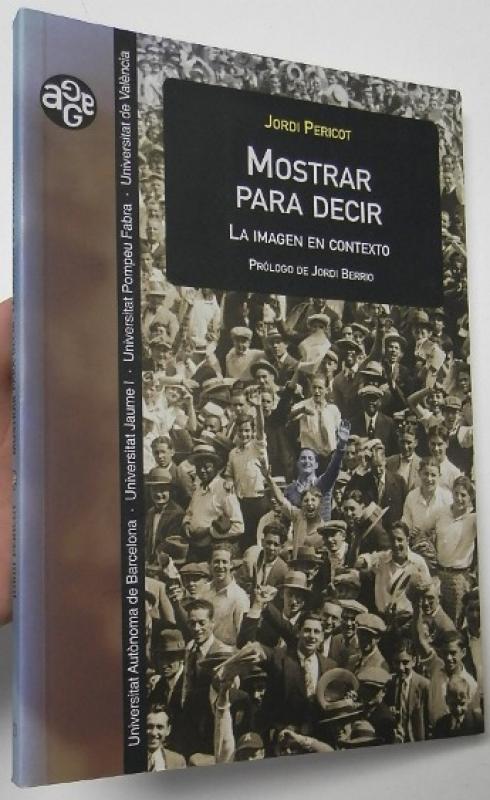 JORDI PERICOT
MOSTRAR
PARA DECIR
LA IMAGEN EN CONTEXTO
PRÓLOGO DE JORDI BERRIO
Universitat Autònoma de Barcelona · Universitat Jaume I · Universitat Pompeu Fabra · Universitat de València